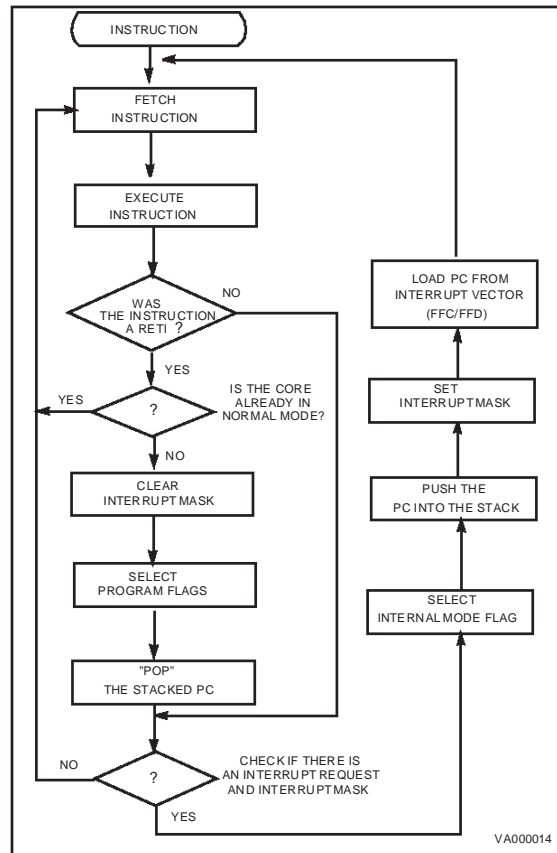 INSTRUCTION
FETCH
INSTRUCTION
EXECUTE
INSTRUCTION
WAS
THE INSTRUCTION
A RETI ?
NO
YES
?
IS THE CORE
ALREADY IN
NORMAL MODE?
YES
NO
CLEAR
INTERRUPT MASK
SELECT
PROGRAM FLAGS
"POP"
THE STACKED PC
?
NO
YES
CHECK IF THERE IS
AN INTERRUPT REQUEST
AND INTERRUPT MASK
LOAD PC FROM
INTERRUPT VECTOR
(FFC/FFD)
SET
INTERRUPT MASK
PUSH THE
PC INTO THE STACK
SELECT
INTERNAL MODE FLAG
VA000014